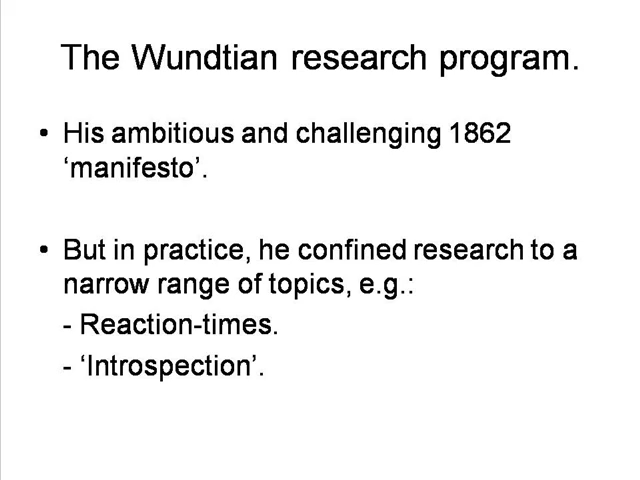 The Wundtian research program.
• His ambitious and challenging 1862
‘manifesto’.
• But in practice, he confined research to a
narrow range of topics, e.g.:
- Reaction-times.
- ‘Introspection’.